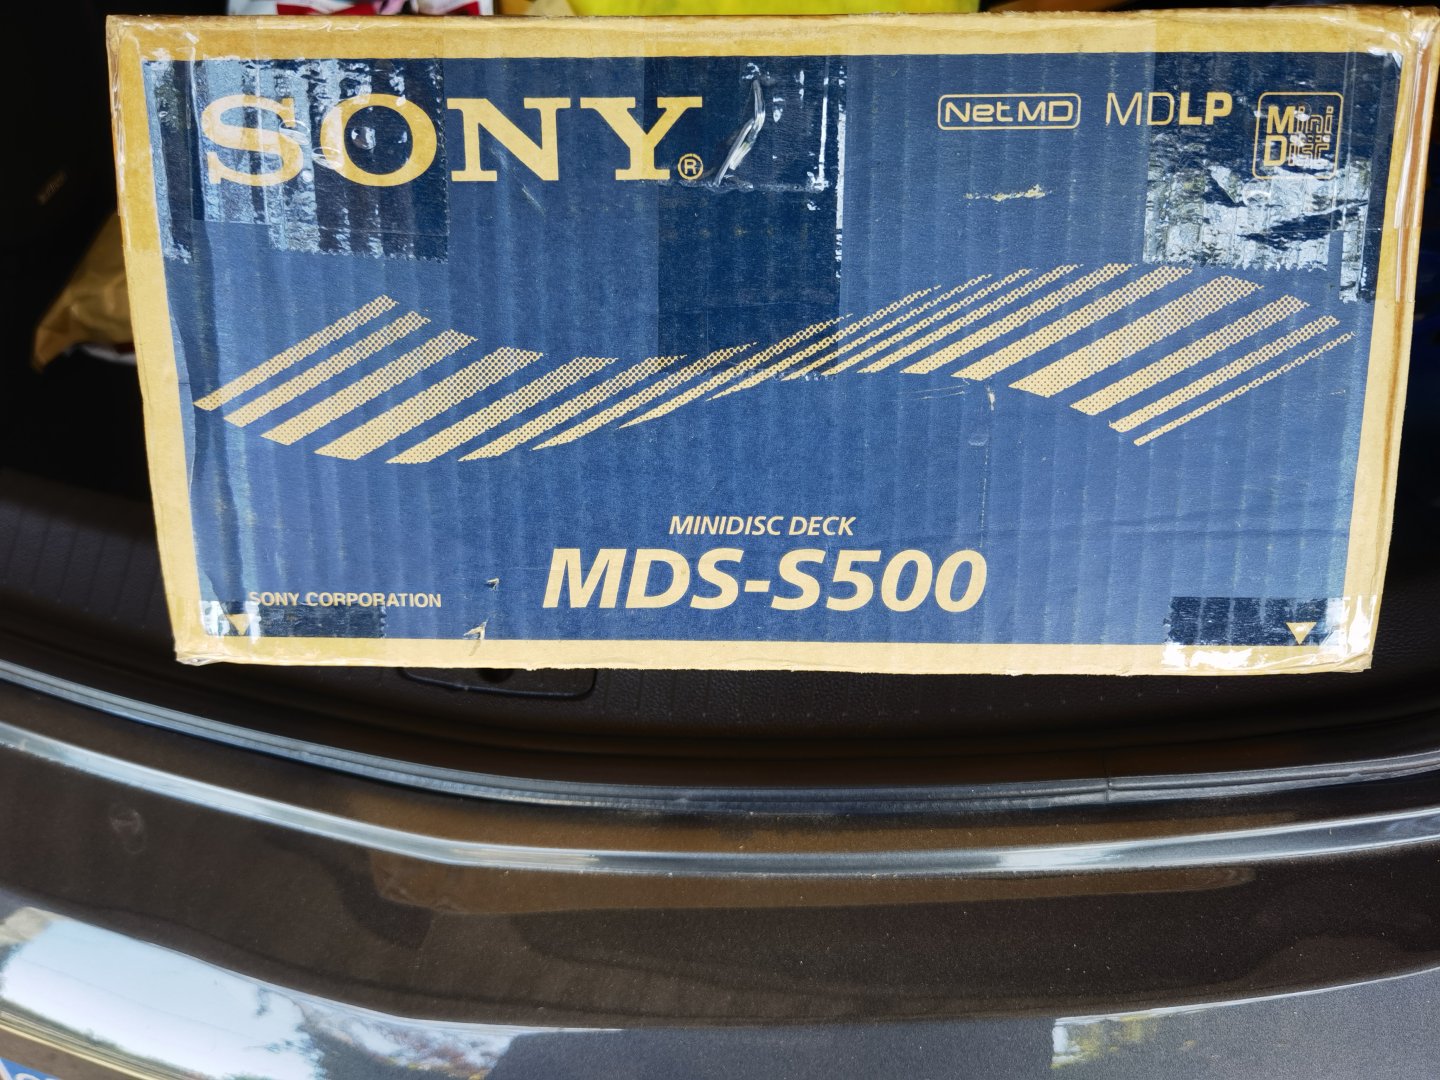 SONY®
NetMD MDLP Mini Disc
MINIDISC DECK
MDS-S500
SONY CORPORATION